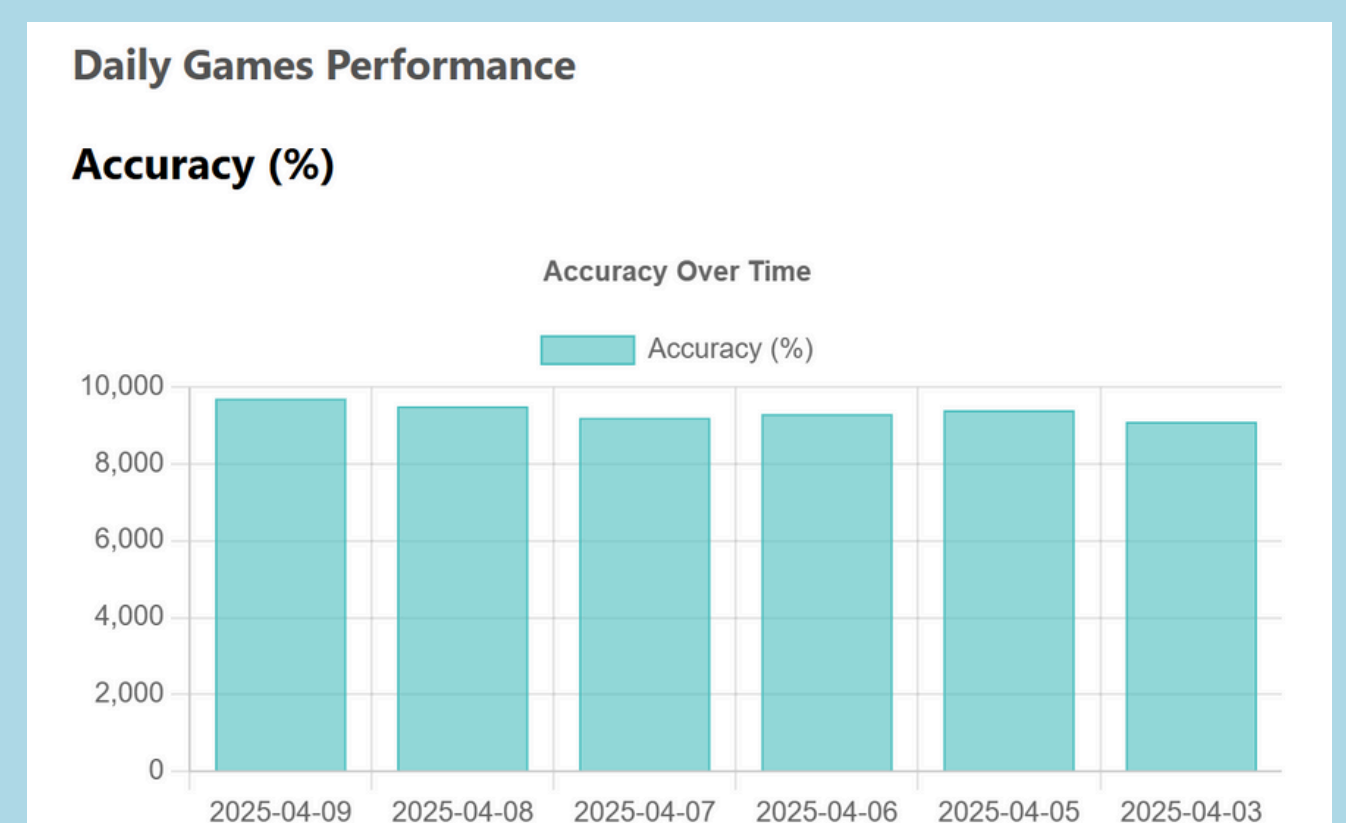 Daily Games Performance
Accuracy (%)
Accuracy Over Time
Accuracy (%)
10,000
8,000
6,000
4,000
2,000
0
2025-04-09 2025-04-08 2025-04-07 2025-04-06 2025-04-05 2025-04-03